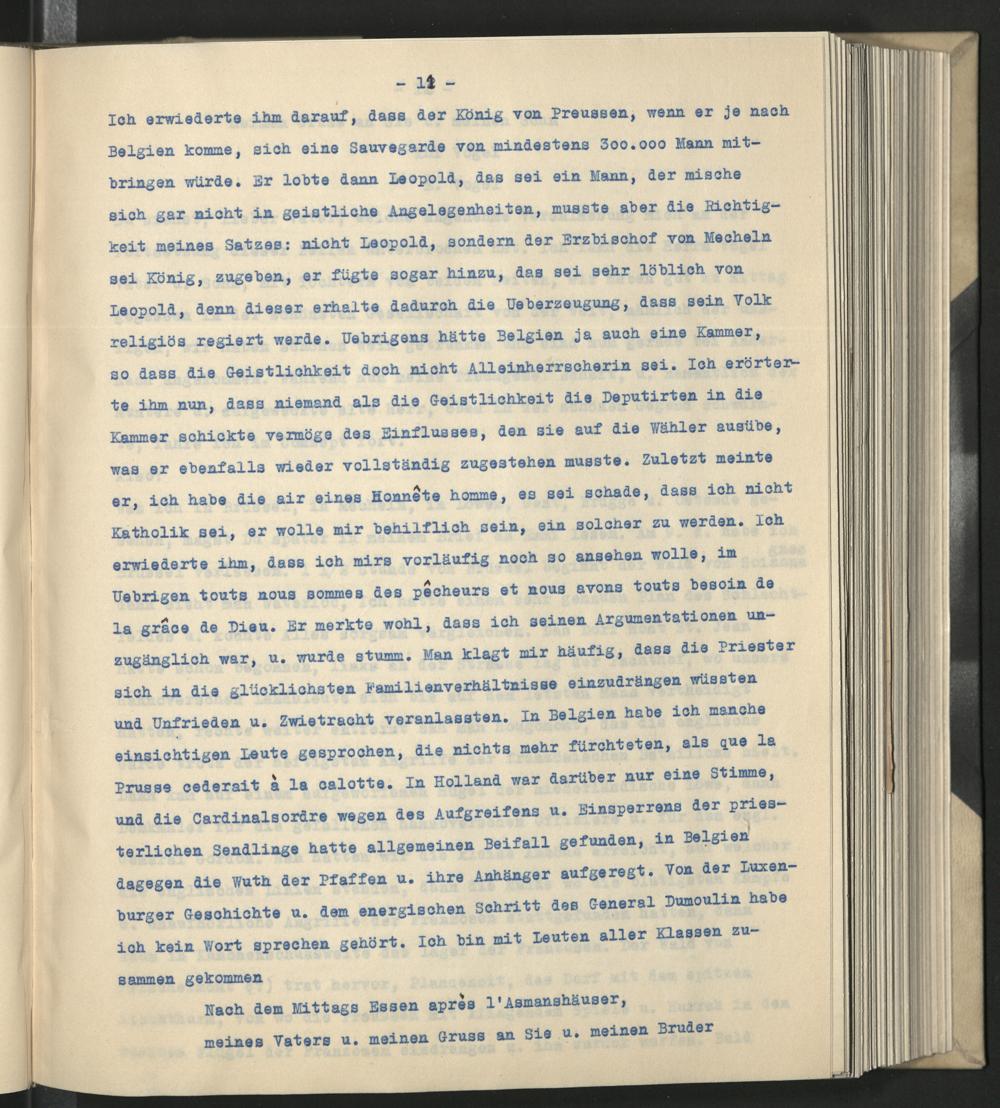 - 12 -
Ich erwiederte ihm darauf, dass der König von Preussen, wenn er je nach
Belgien komme, sich eine Sauvegarde von mindestens 3oo.ooo Mann mit-
bringen würde. Er lobte dann Leopold, das sei ein Mann, der mische
sich gar nicht in geistliche Angelegenheiten, musste aber die Richtig-
keit meines Satzes: nicht Leopold, sondern der Erzbischof von Mecheln
sei König, zugeben, er fügte sogar hinzu, das sei sehr löblich von
Leopold, denn dieser erhalte dadurch die Ueberzeugung, dass sein Volk
religiös regiert werde. Uebrigens hätte Belgien ja auch eine Kammer,
so dass die Geistlichkeit doch nicht Alleinherrscherin sei. Ich erörter-
te ihm nun, dass niemand als die Geistlichkeit die Deputirten in die
Kammer schickte vermöge des Einflusses, den sie auf die Wähler ausübe,
was er ebenfalls wieder vollständig zugestehen musste. Zuletzt meinte
er, ich habe die air eines Honnête homme, es sei schade, dass ich nicht
Katholik sei, er wolle mir behilflich sein, ein solcher zu werden. Ich
erwiederte ihm, dass ich mirs vorläufig noch so ansehen wolle, im
Uebrigen touts nous sommes des pêcheurs et nous avons touts besoin de
la grâce de Dieu. Er merkte wohl, dass ich seinen Argumentationen un-
zugänglich war, u. wurde stumm. Man klagt mir häufig, dass die Priester
sich in die glücklichsten Familienverhältnisse einzudrängen wüssten
und Unfrieden u. Zwietracht veranlassten. In Belgien habe ich manche
einsichtigen Leute gesprochen, die nichts mehr fürchteten, als que la
Prusse cederait à la calotte. In Holland war darüber nur eine Stimme,
und die Cardinalsordre wegen des Aufgreifens u. Einsperrens der pries-
terlichen Sendlinge hatte allgemeinen Beifall gefunden, in Belgien
dagegen die Wuth der Pfaffen u. ihre Anhänger aufgeregt. Von der Luxen-
burger Geschichte u. dem energischen Schritt des General Dumoulin habe
ich kein Wort sprechen gehört. Ich bin mit Leuten aller Klassen zu-
sammen gekommen
Nach dem Mittags Essen après l'Asmanshäuser,
meines Vaters u. meinen Gruss an Sie u. meinen Bruder